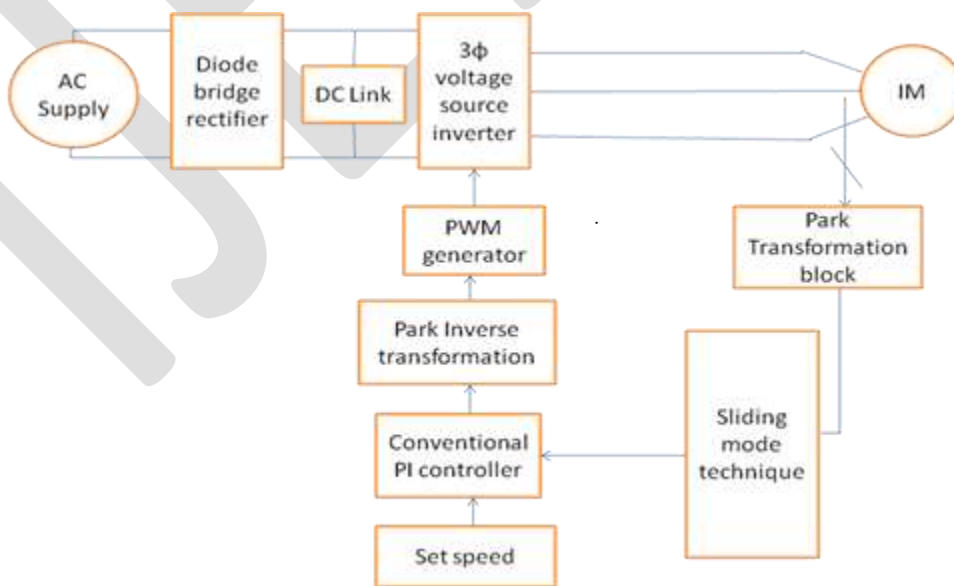 AC
Supply
Diode
bridge
rectifier
DC Link
3ϕ
voltage
source
inverter
IM
PWM
generator
Park
Transformation
block
Park Inverse
transformation
Sliding
mode
technique
Conventional
PI controller
Set speed